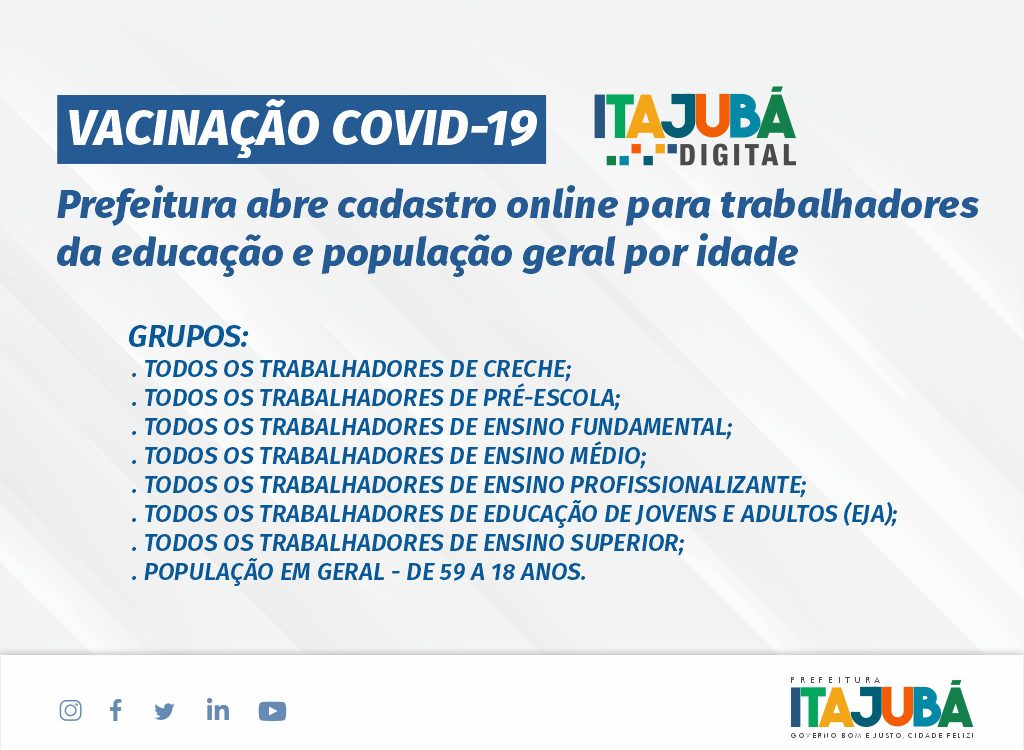 VACINAÇÃO COVID-19
ITAJUBÁ
DIGITAL
Prefeitura abre cadastro online para trabalhadores
da educação e população geral por idade
GRUPOS:
. TODOS OS TRABALHADORES DE CRECHE;
. TODOS OS TRABALHADORES DE PRÉ-ESCOLA;
. TODOS OS TRABALHADORES DE ENSINO FUNDAMENTAL;
. TODOS OS TRABALHADORES DE ENSINO MÉDIO;
. TODOS OS TRABALHADORES DE ENSINO PROFISSIONALIZANTE;
. TODOS OS TRABALHADORES DE EDUCAÇÃO DE JOVENS E ADULTOS (EJA);
. TODOS OS TRABALHADORES DE ENSINO SUPERIOR;
. POPULAÇÃO EM GERAL - DE 59 A 18 ANOS.
PREFEITURA
ITAJUBÁ
GOVERNO BOM E JUSTO, CIDADE FELIZ!